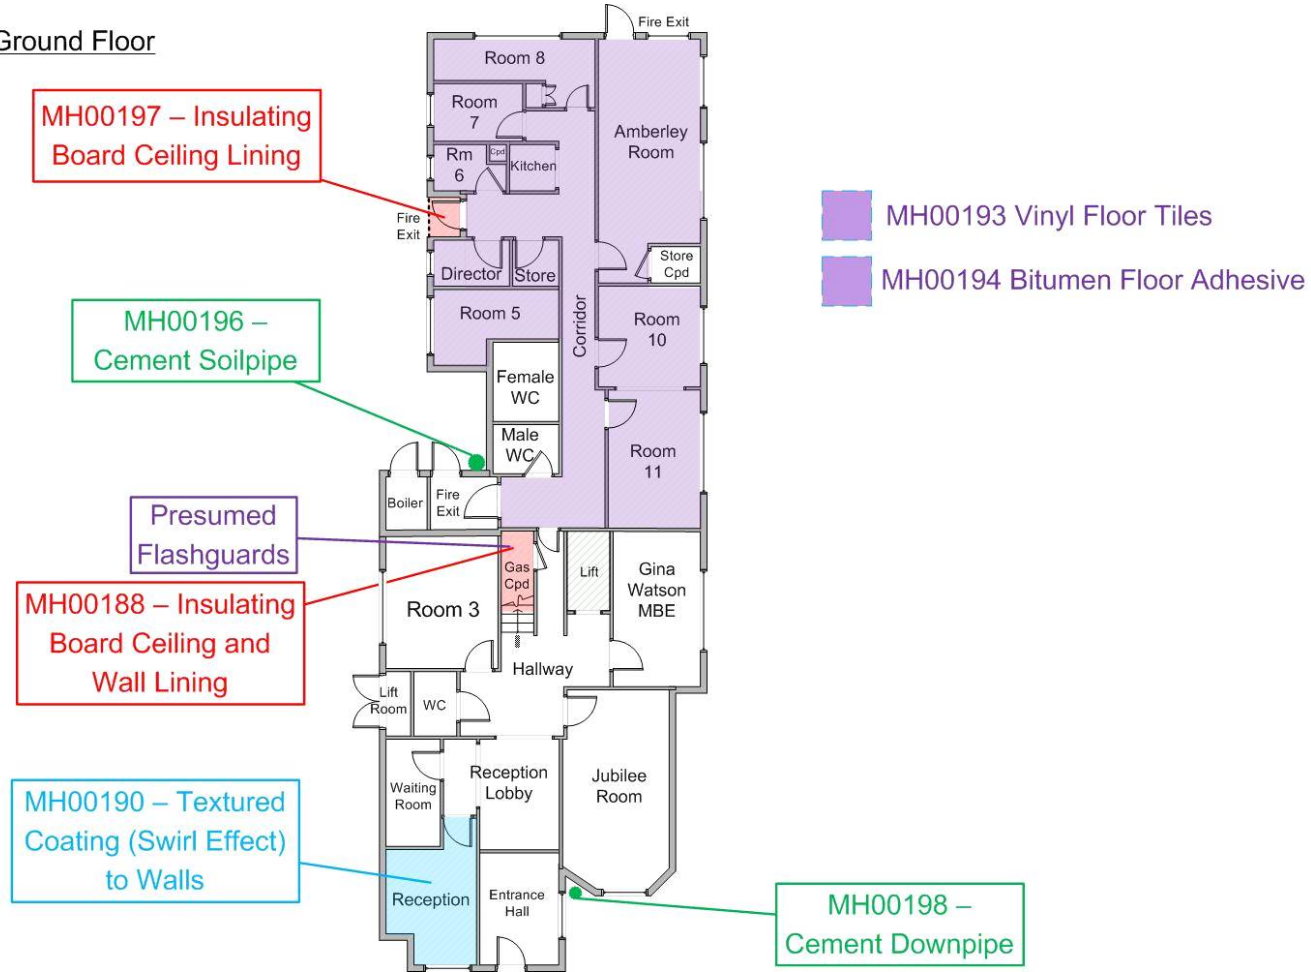 Ground Floor
Fire Exit
Room 8
MH00197 – Insulating
Board Ceiling Lining
Room
7
Amberley
Room
Rm
6
Cpd
Kitchen
Fire
Exit
MH00193 Vinyl Floor Tiles
MH00194 Bitumen Floor Adhesive
Director
Store
Store
Cpd
MH00196 –
Cement Soilpipe
Room 5
Corridor
Room
10
Female
WC
Male
WC
Room
11
Boiler
Fire
Exit
Presumed
Flashguards
Gas
Cpd
Lift
Gina
Watson
MBE
MH00188 – Insulating
Board Ceiling and
Wall Lining
Room 3
Hallway
Lift
Room
WC
Waiting
Room
Reception
Lobby
Jubilee
Room
MH00190 – Textured
Coating (Swirl Effect)
to Walls
Reception
Entrance
Hall
MH00198 –
Cement Downpipe